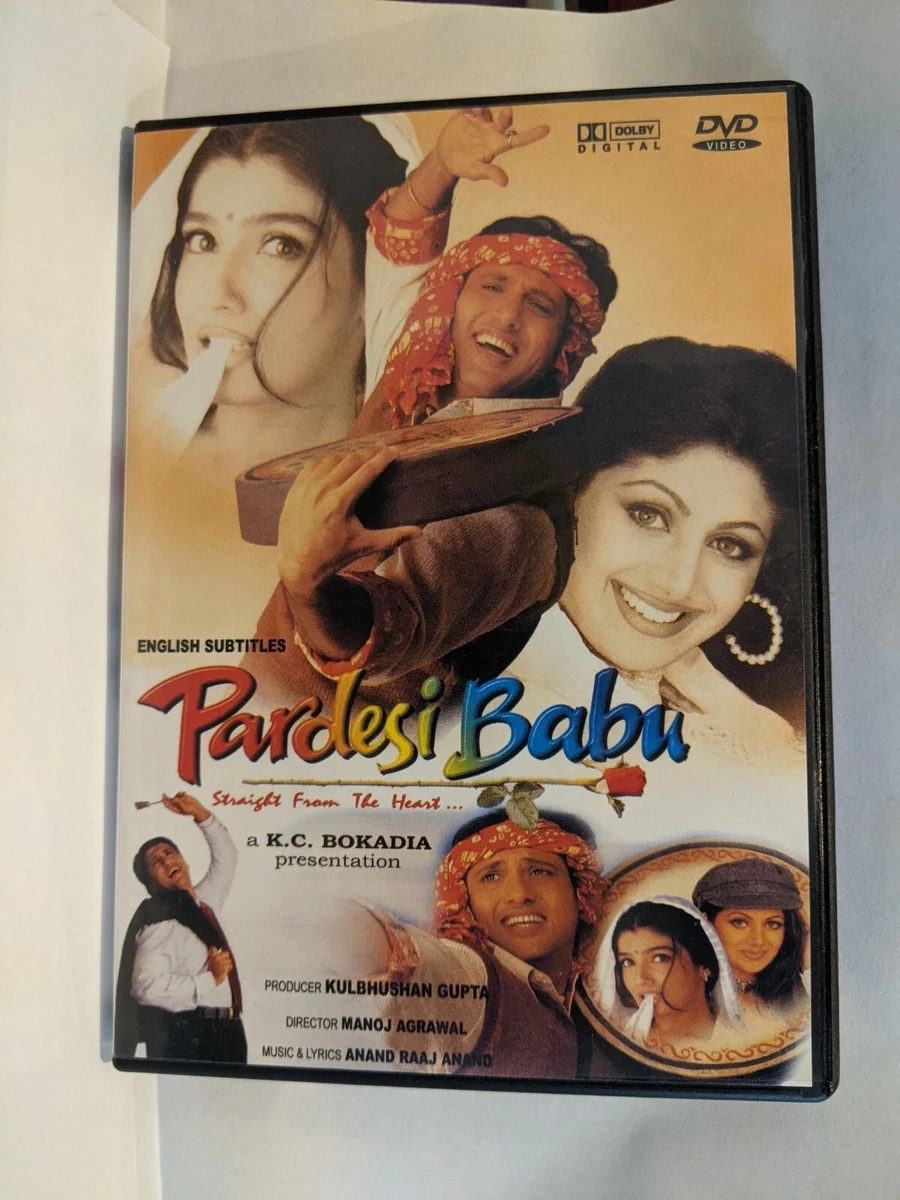 DOLBY
DIGITAL
DVD
VIDEO
ENGLISH SUBTITLES
Pardesi Babu
Straight From The Heart...
a K.C. BOKADIA
presentation
PRODUCER KULBHUSHAN GUPTA
DIRECTOR MANOJ AGRAWAL
MUSIC & LYRICS ANAND RAAJ ANAND